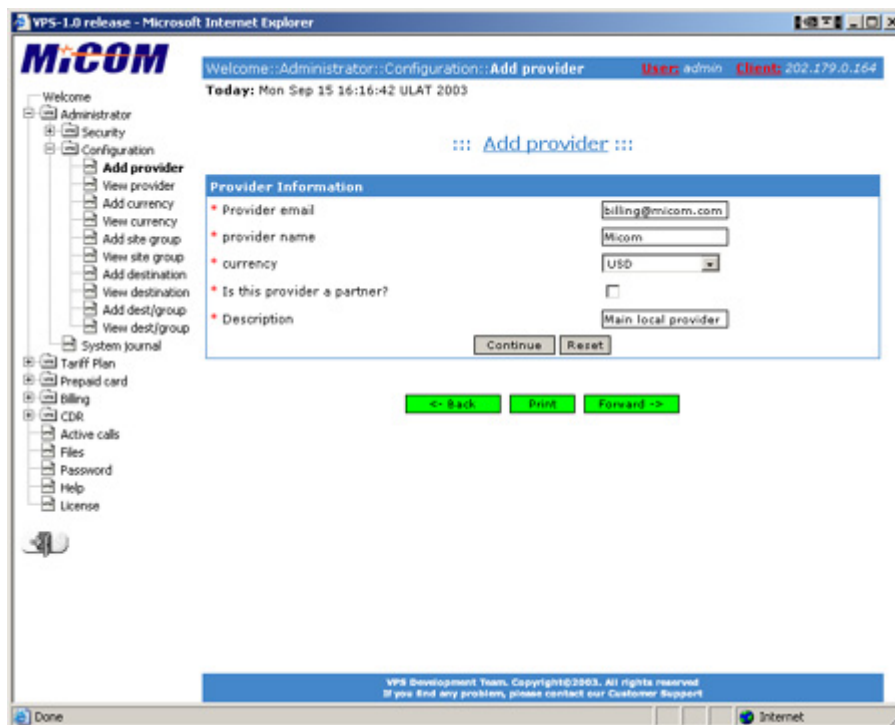 VPS-1.0 release - Microsoft Internet Explorer
MiCOM
Welcome::Administrator::Configuration::Add provider User: admin Client: 202.179.0.164
Today: Mon Sep 15 16:16:42 ULAT 2003
Welcome
Administrator
Security
Configuration
Add provider
View provider
Add currency
View currency
Add site group
View site group
Add destination
View destination
Add dest/group
View dest/group
System journal
Tariff Plan
Prepaid card
Billing
CDR
Active calls
Files
Password
Help
License
::: Add provider :::
Provider Information
* Provider email billing@micom.com
* provider name Micom
* currency USD
* Is this provider a partner?
* Description Main local provider
Continue Reset
<- Back Print Forward ->
VPS Development Team. Copyright©2003. All rights reserved
If you find any problem, please contact our Customer Support
Done Internet